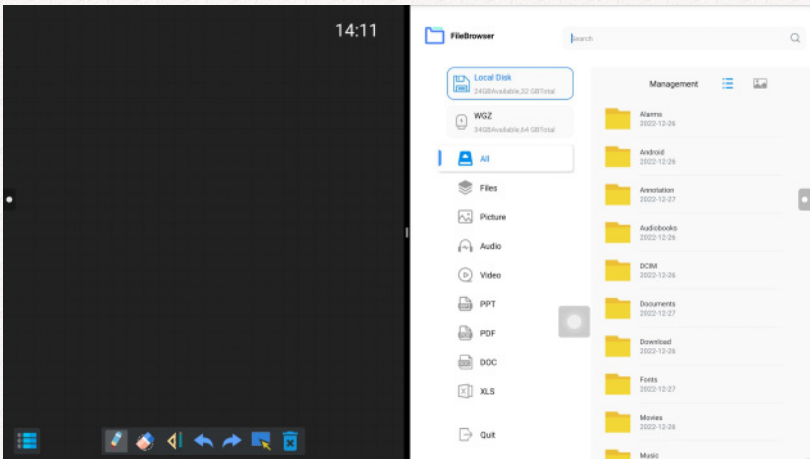 14:11
FileBrowser
Search
Local Disk
24GBAvailable,32 GBTotal
WGZ
34GBAvailable,64 GBTotal
All
Files
Picture
Audio
Video
PPT
PDF
DOC
XLS
Quit
Management
Alarms
2022-12-26
Android
2022-12-26
Annotation
2022-12-27
Audiobooks
2022-12-26
DCIM
2022-12-26
Documents
2022-12-27
Download
2022-12-26
Fonts
2022-12-27
Movies
2022-12-26
Music